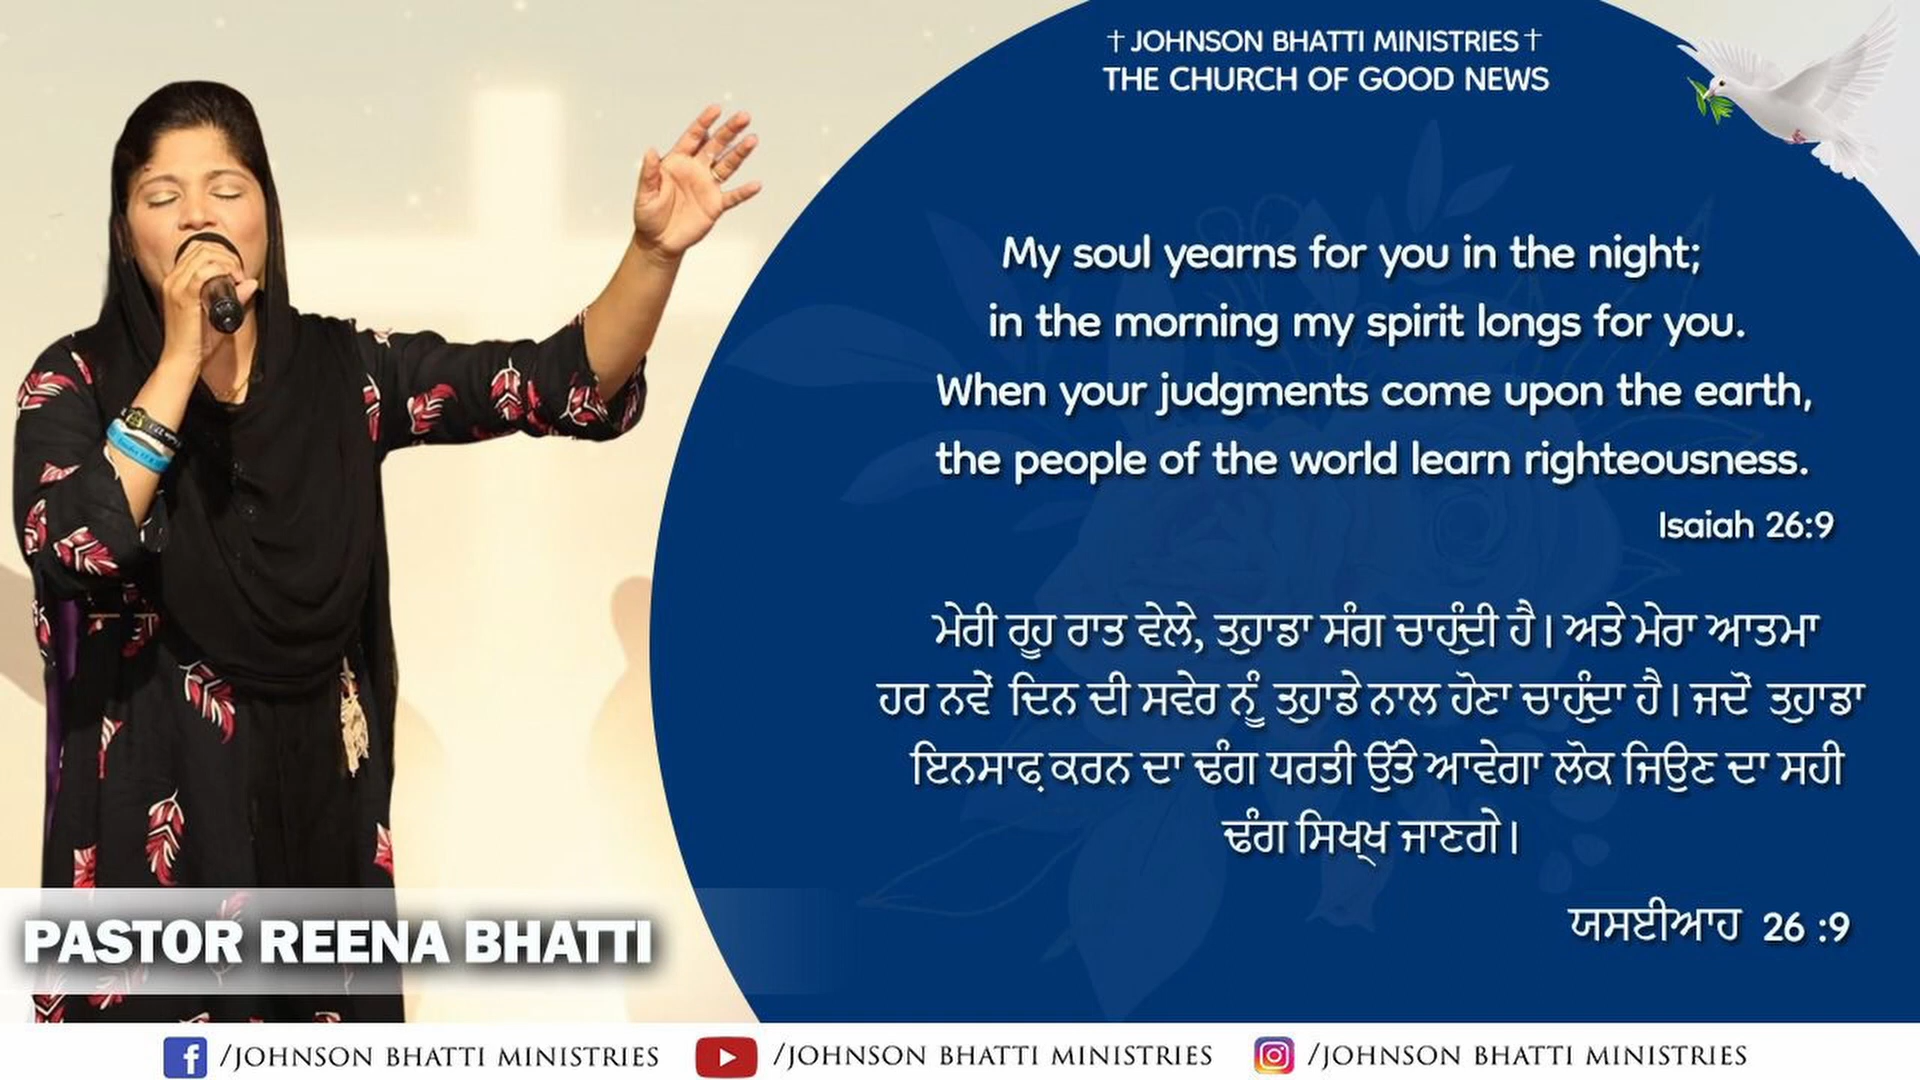 † JOHNSON BHATTI MINISTRIES †
THE CHURCH OF GOOD NEWS
My soul yearns for you in the night;
in the morning my spirit longs for you.
When your judgments come upon the earth,
the people of the world learn righteousness.
Isaiah 26:9
ਮੇਰੀ ਰੂਹ ਰਾਤ ਵੇਲੇ, ਤੁਹਾਡਾ ਸੰਗ ਚਾਹੁੰਦੀ ਹੈ। ਅਤੇ ਮੇਰਾ ਆਤਮਾ
ਹਰ ਨਵੇਂ ਦਿਨ ਦੀ ਸਵੇਰ ਨੂੰ ਤੁਹਾਡੇ ਨਾਲ ਹੋਣਾ ਚਾਹੁੰਦਾ ਹੈ। ਜਦੋਂ ਤੁਹਾਡਾ
ਇਨਸਾਫ਼ ਕਰਨ ਦਾ ਢੰਗ ਧਰਤੀ ਉੱਤੇ ਆਵੇਗਾ ਲੋਕ ਜਿਉਣ ਦਾ ਸਹੀ
ਢੰਗ ਸਿਖ੍ਖ ਜਾਣਗੇ।
ਯਸਈਆਹ 26 :9
PASTOR REENA BHATTI
/JOHNSON BHATTI MINISTRIES
/JOHNSON BHATTI MINISTRIES
/JOHNSON BHATTI MINISTRIES